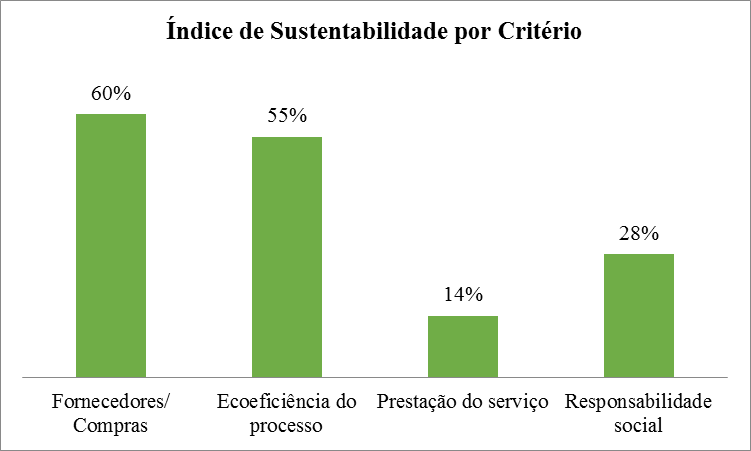 Índice de Sustentabilidade por Critério
60%
55%
14%
28%
Fornecedores/
Compras
Ecoeficiência do
processo
Prestação do serviço
Responsabilidade
social